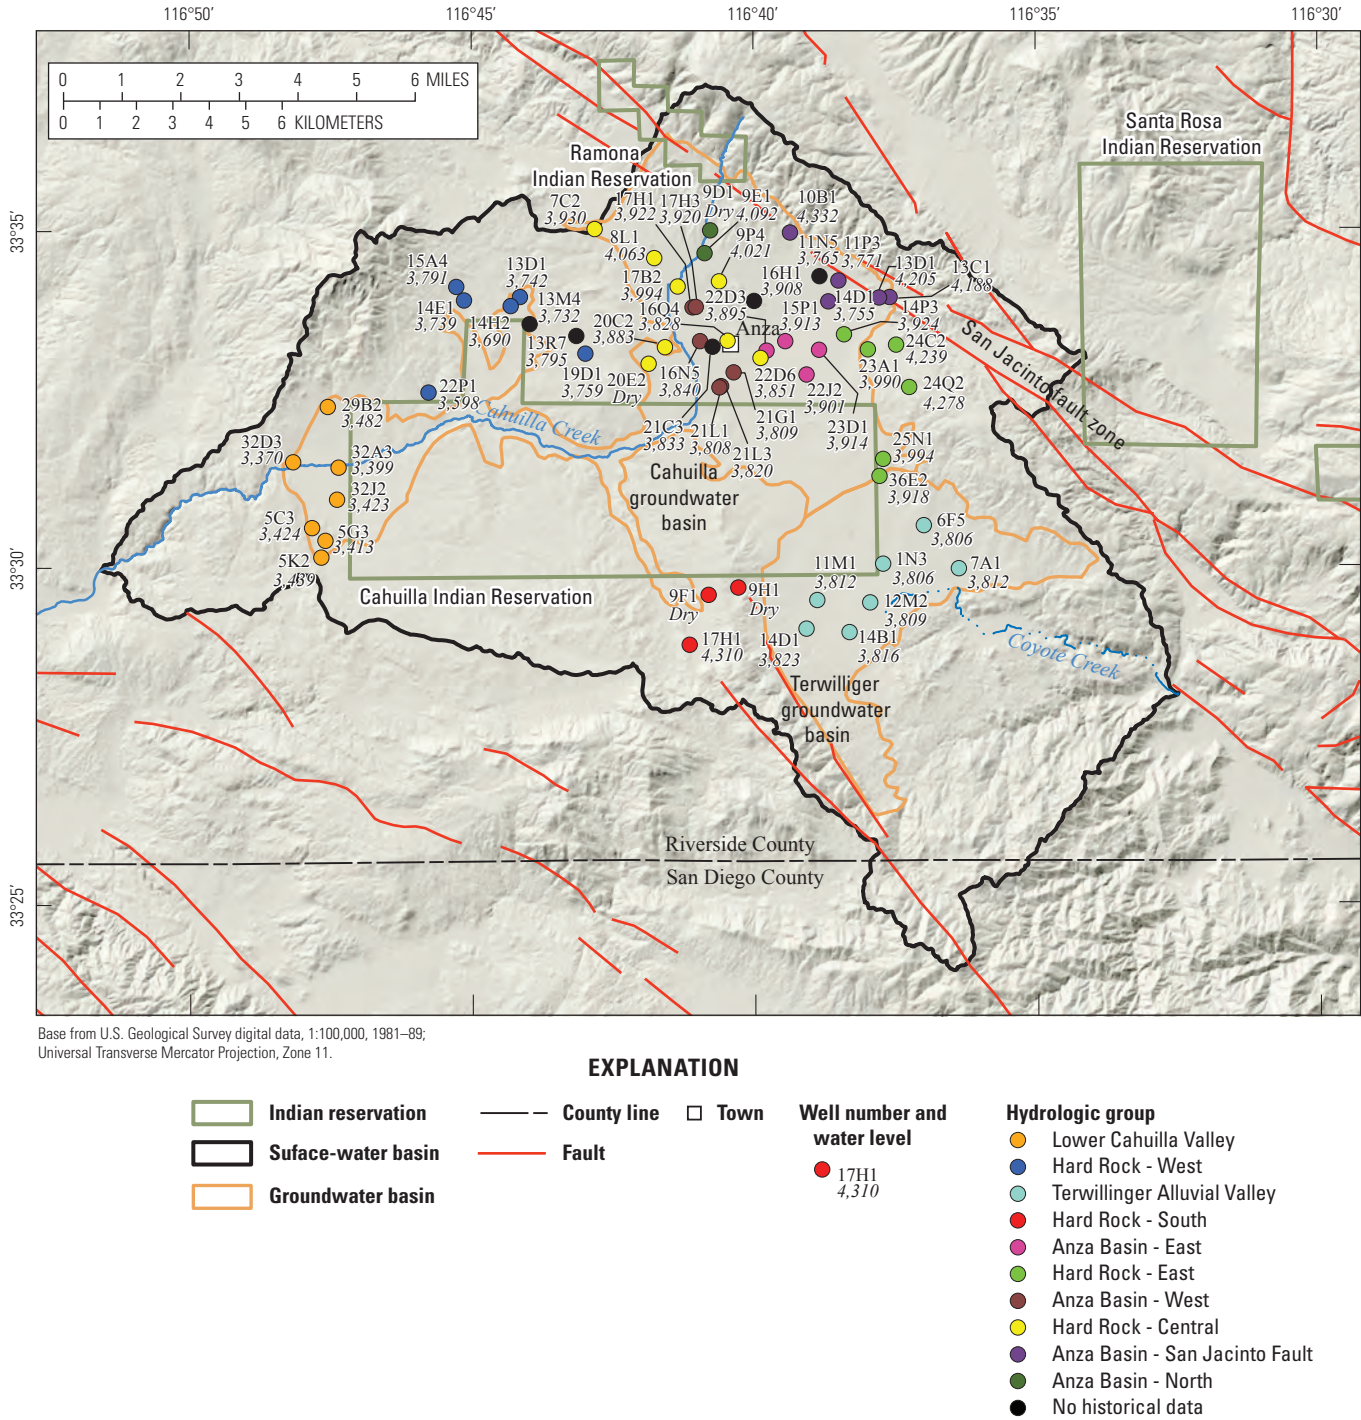 116°50'
116°45'
116°40'
116°35'
116°30'
0 1 2 3 4 5 6 MILES
0 1 2 3 4 5 6 KILOMETERS
33°35'
33°30'
33°25'
Santa Rosa
Indian Reservation
Ramona
Indian Reservation
7C2
3,930
17H1
3,922
17H3
3,920
9D1
Dry
9E1
4,092
10B1
4,332
8L1
4,063
9P4
4,021
11N5
3,765
11P3
3,771
13D1
4,205
13C1
4,188
15A4
3,791
13D1
3,742
17B2
3,994
16H1
3,908
14E1
3,739
13M4
3,732
22D3
3,895
15P1
3,913
14D1
3,755
14P3
3,924
14H2
3,690
20C2
3,883
16Q4
3,828
Anza
24C2
4,239
13R7
3,795
23A1
3,990
San Jacinto fault zone
19D1
3,759
20E2
Dry
16N5
3,840
22D6
3,851
22J2
3,901
24Q2
4,278
22P1
3,598
29B2
3,482
Cahuilla Creek
21C3
3,833
21L1
3,808
21G1
3,809
23D1
3,914
21L3
3,820
25N1
3,994
32D3
3,370
32A3
3,399
Cahuilla
groundwater
basin
36E2
3,918
32J2
3,423
5C3
3,424
5G3
3,413
6F5
3,806
5K2
3,439
11M1
3,812
1N3
3,806
7A1
3,812
Cahuilla Indian Reservation
9F1
Dry
9H1
Dry
12M2
3,809
17H1
4,310
14D1
3,823
14B1
3,816
Coyote Creek
Terwilliger
groundwater
basin
Riverside County
San Diego County
Base from U.S. Geological Survey digital data, 1:100,000, 1981–89;
Universal Transverse Mercator Projection, Zone 11.
EXPLANATION
Indian reservation
Suface-water basin
Groundwater basin
County line
Fault
Town
Well number and
water level
17H1
4,310
Hydrologic group
Lower Cahuilla Valley
Hard Rock - West
Terwillinger Alluvial Valley
Hard Rock - South
Anza Basin - East
Hard Rock - East
Anza Basin - West
Hard Rock - Central
Anza Basin - San Jacinto Fault
Anza Basin - North
No historical data